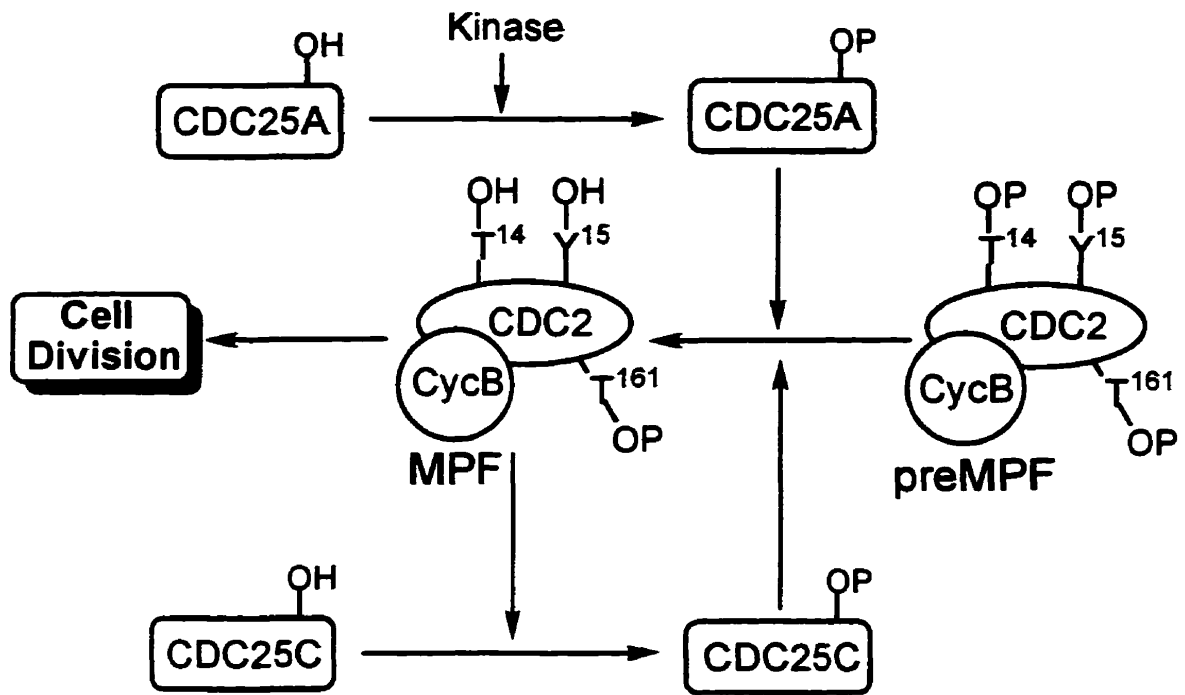 Kinase
OH
OP
CDC25A
CDC25A
OH OH
T14 Y15
OP OP
T14 Y15
Cell
Division
CDC2
CycB
T161
OP
MPF
CDC2
CycB
T161
OP
preMPF
OH
OP
CDC25C
CDC25C